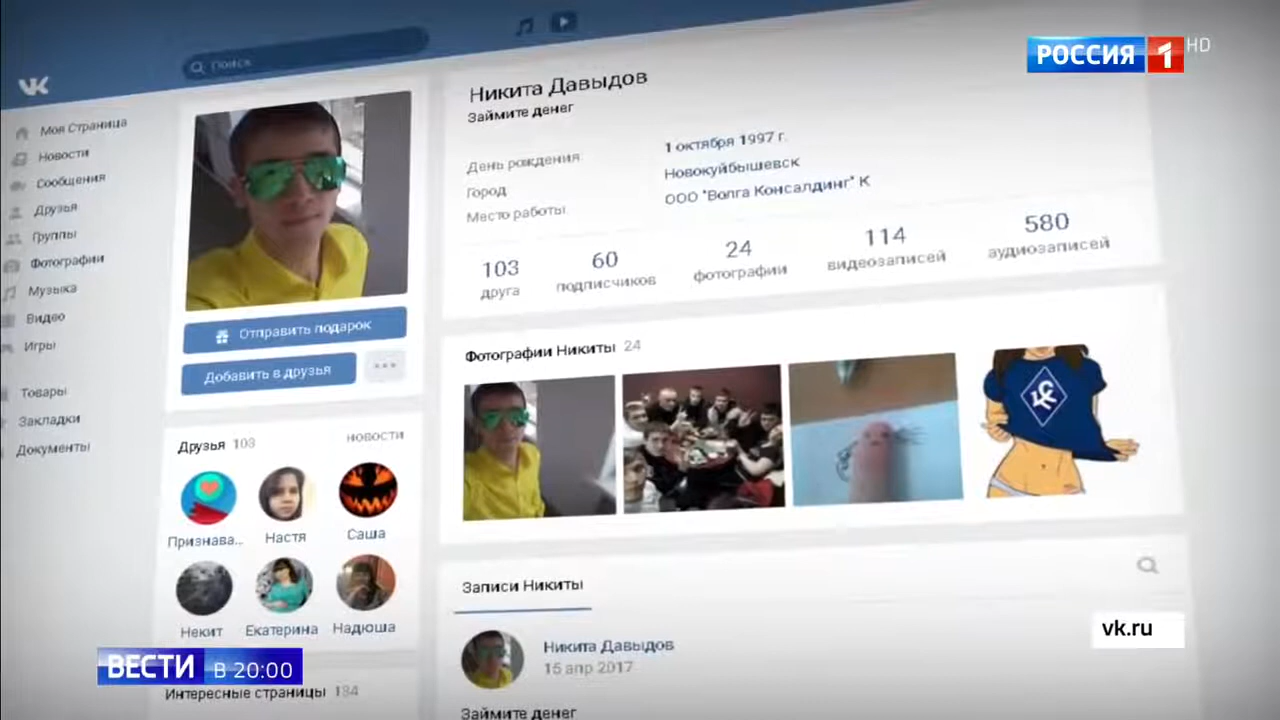 РОССИЯ 1 HD
VK
Поиск
Моя Страница
Новости
Сообщения
Друзья
Группы
Фотографии
Музыка
Видео
Игры
Товары
Закладки
Документы
Отправить подарок
Добавить в друзья
Друзья 103
новости
Признава..
Настя
Саша
Некит
Екатерина
Надюша
Интересные страницы 134
Никита Давыдов
Займите денег
День рождения 1 октября 1997 г.
Город Новокуйбышевск
Место работы ООО "Волга Консалдинг" К
103 друга
60 подписчиков
24 фотографии
114 видеозаписей
580 аудиозаписей
Фотографии Никиты 24
Записи Никиты
Никита Давыдов
15 апр 2017
Займите денег
vk.ru
ВЕСТИ В 20:00